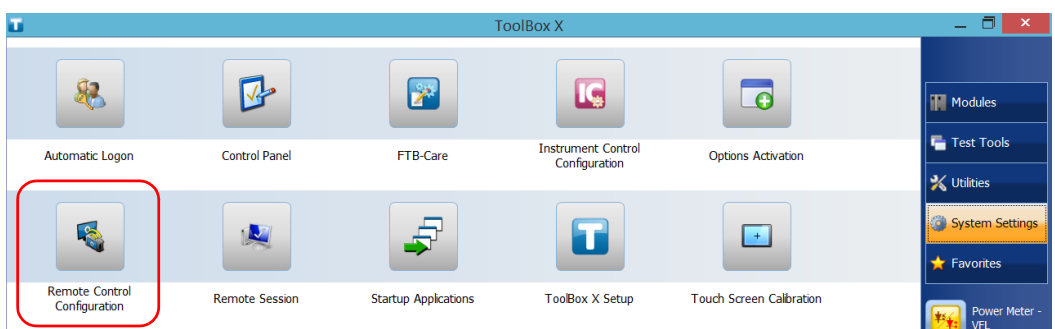 ToolBox X
Automatic Logon
Control Panel
FTB-Care
Instrument Control
Configuration
Options Activation
Remote Control
Configuration
Remote Session
Startup Applications
ToolBox X Setup
Touch Screen Calibration
Modules
Test Tools
Utilities
System Settings
Favorites
Power Meter -
VFL